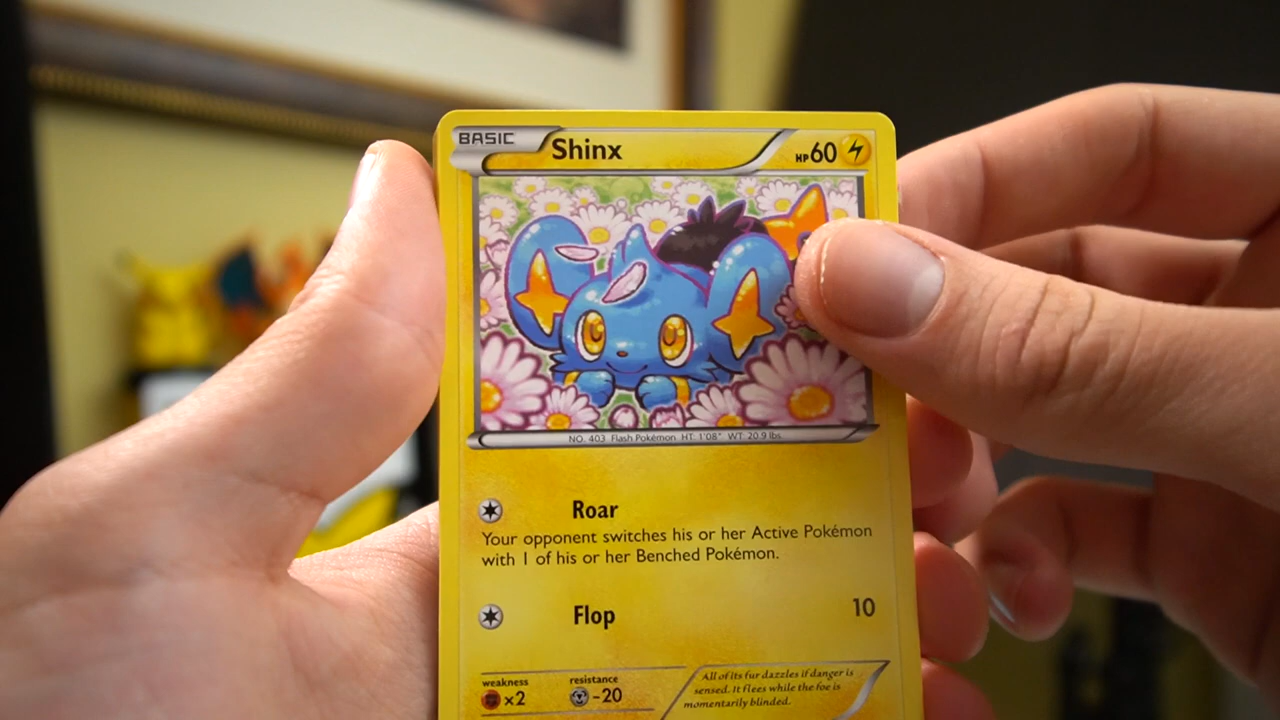 BASIC Shinx HP60
NO. 403 Flash Pokémon HT: 1'08" WT: 20.9 lbs
Roar
Your opponent switches his or her Active Pokémon
with 1 of his or her Benched Pokémon.
Flop 10
weakness resistance
×2 -20
All of its fur dazzles if danger is
sensed. It flees while the foe is
momentarily blinded.